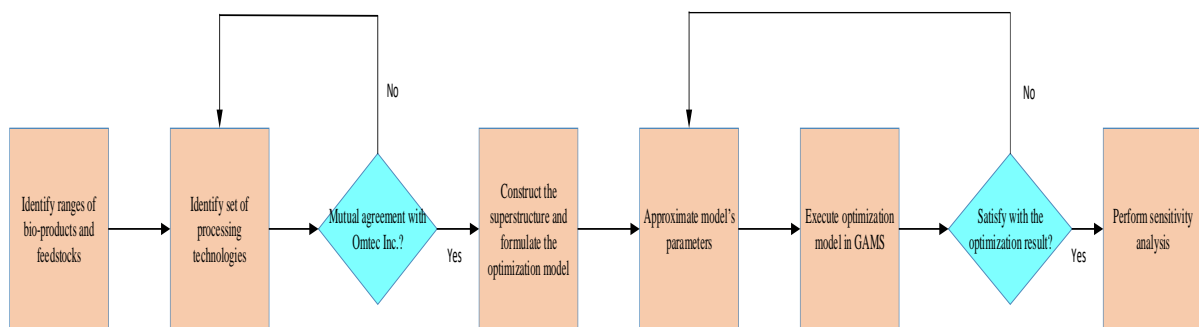 No
No
Identify ranges of
bio-products and
feedstocks
Identify set of
processing
technologies
Mutual agreement with
Omtec Inc.?
Yes
Construct the
superstructure and
formulate the
optimization model
Approximate model's
parameters
Execute optimization
model in GAMS
Satisfy with the
optimization result?
Yes
Perform sensitivity
analysis